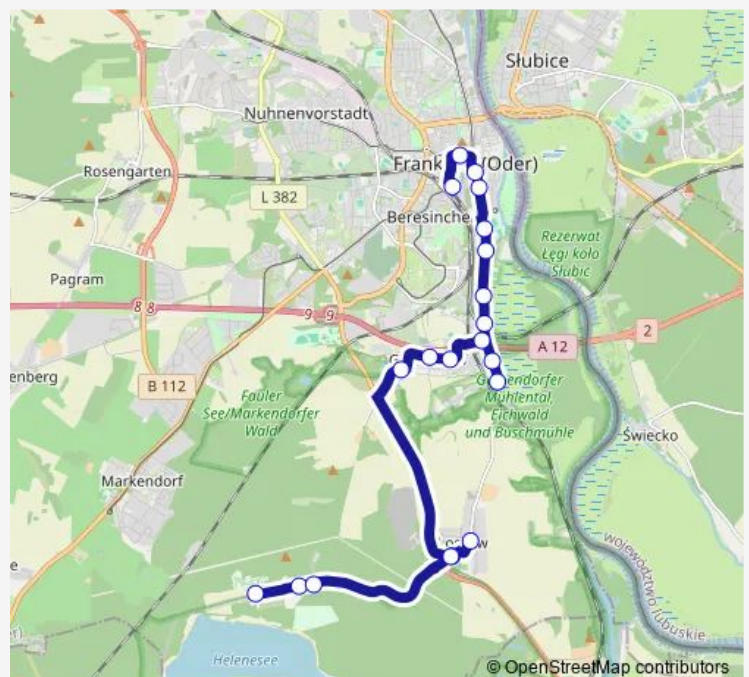 Słubice
Nuhnenvorstadt
Frank (Oder)
Rosengarten
L 382
Beresinche
Rezerwat
Łęgi koło
Słubic
Pagram
8 8
9 9
2
A 12
enberg
B 112
Fauler
See/Markendorfer
Wald
Mühlental,
Eichwald
und Buschmühle
Świecko
Markendorf
województwo lubuskie
Helenesee
© OpenStreetMap contributors